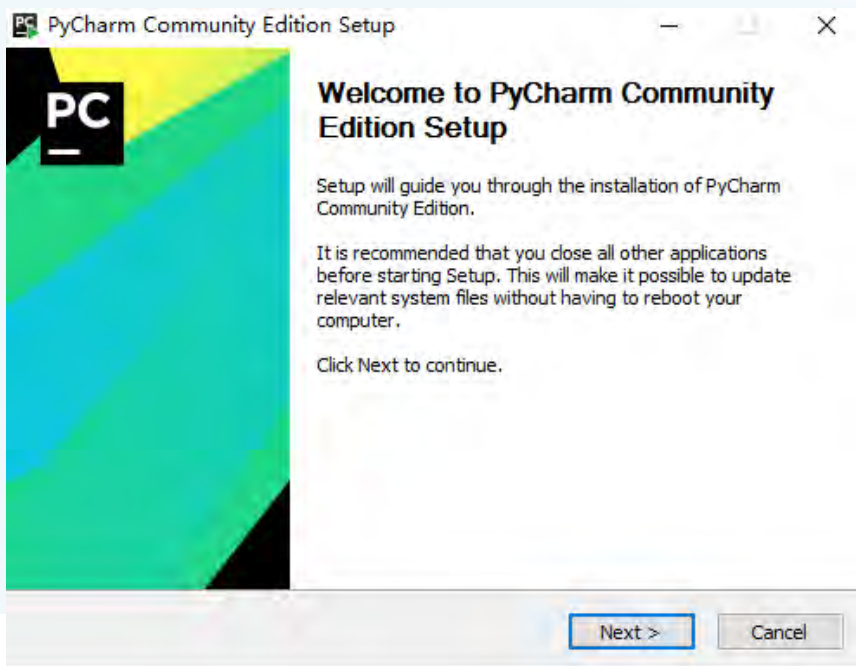 PyCharm Community Edition Setup
PC
Welcome to PyCharm Community
Edition Setup
Setup will guide you through the installation of PyCharm
Community Edition.
It is recommended that you close all other applications
before starting Setup. This will make it possible to update
relevant system files without having to reboot your
computer.
Click Next to continue.
Next >
Cancel